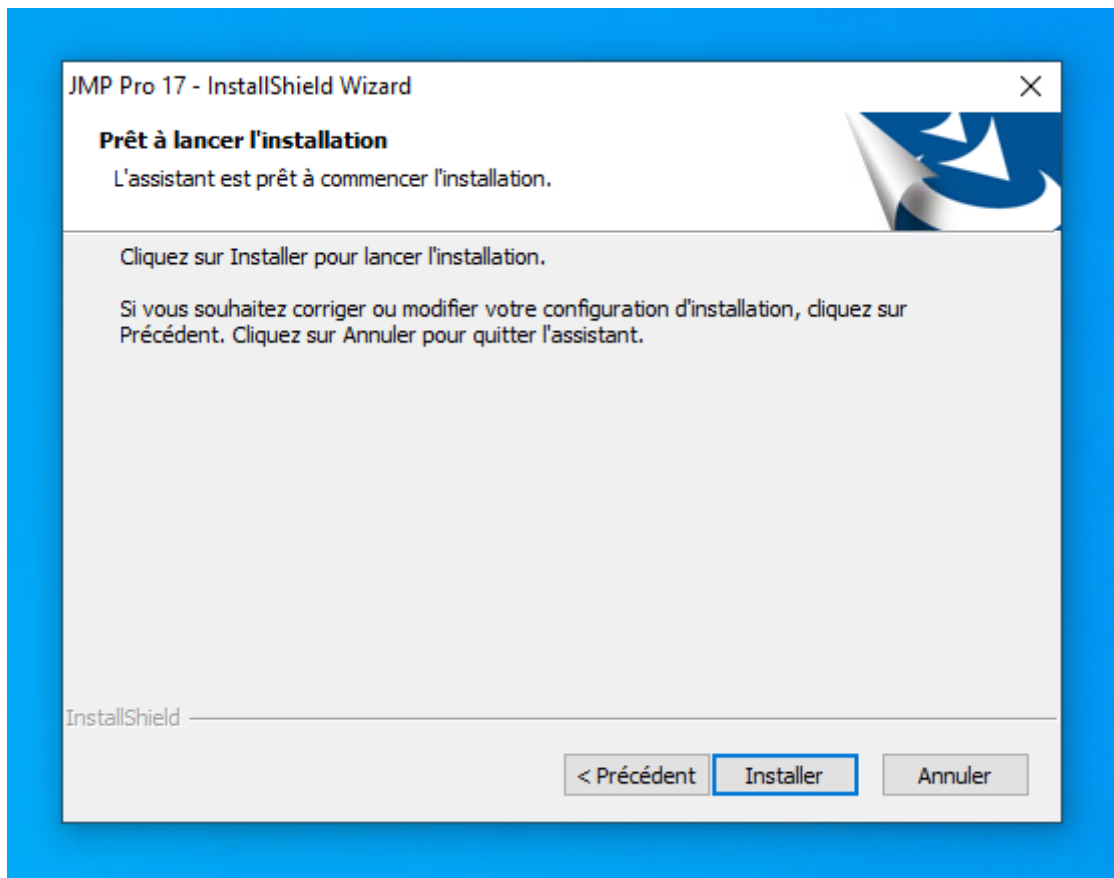 JMP Pro 17 - InstallShield Wizard
Prêt à lancer l'installation
L'assistant est prêt à commencer l'installation.
Cliquez sur Installer pour lancer l'installation.
Si vous souhaitez corriger ou modifier votre configuration d'installation, cliquez sur
Précédent. Cliquez sur Annuler pour quitter l'assistant.
InstallShield
< Précédent Installer Annuler